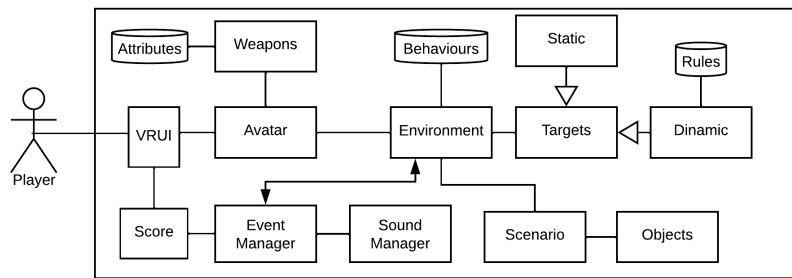 Attributes
Weapons
Behaviours
Static
Rules
VRUI
Avatar
Environment
Targets
Dinamic
Player
Score
Event
Manager
Sound
Manager
Scenario
Objects